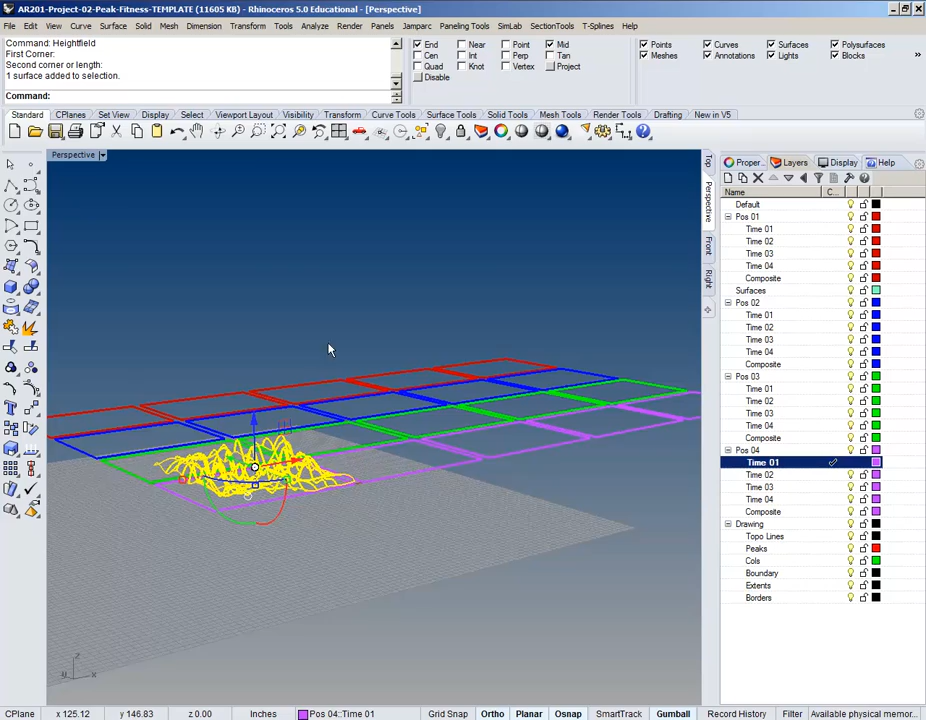 AR201-Project-02-Peak-Fitness-TEMPLATE (11605 KB) - Rhinoceros 5.0 Educational - [Perspective]
File Edit View Curve Surface Solid Mesh Dimension Transform Tools Analyze Render Panels Jamparc Paneling Tools SimLab SectionTools T-Splines Help
Command: Heightfield
First Corner:
Second corner or length:
1 surface added to selection.
Command:
End Near Point Mid
Cen Int Perp Tan
Quad Knot Vertex Project
Disable
Points Curves Surfaces Polysurfaces
Meshes Annotations Lights Blocks »
Standard CPlanes Set View Display Select Viewport Layout Visibility Transform Curve Tools Surface Tools Solid Tools Mesh Tools Render Tools Drafting New in V5
Perspective
Top
Perspective
Front
Right
Proper... Layers Display Help
Name C...
Default
Pos 01
Time 01
Time 02
Time 03
Time 04
Composite
Surfaces
Pos 02
Time 01
Time 02
Time 03
Time 04
Composite
Pos 03
Time 01
Time 02
Time 03
Time 04
Composite
Pos 04
Time 01
Time 02
Time 03
Time 04
Composite
Drawing
Topo Lines
Peaks
Cols
Boundary
Extents
Borders
z
y x
CPlane x 125.12 y 146.83 z 0.00 Inches Pos 04::Time 01 Grid Snap Ortho Planar Osnap SmartTrack Gumball Record History Filter Available physical memor...